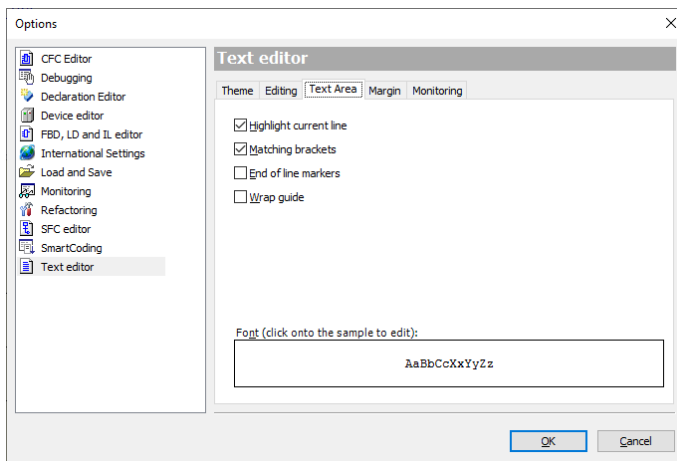 Options
CFC Editor
Debugging
Declaration Editor
Device editor
FBD, LD and IL editor
International Settings
Load and Save
Monitoring
Refactoring
SFC editor
SmartCoding
Text editor
Text editor
Theme Editing Text Area Margin Monitoring
Highlight current line
Matching brackets
End of line markers
Wrap guide
Font (click onto the sample to edit):
AaBbCcXxYyZz
OK Cancel